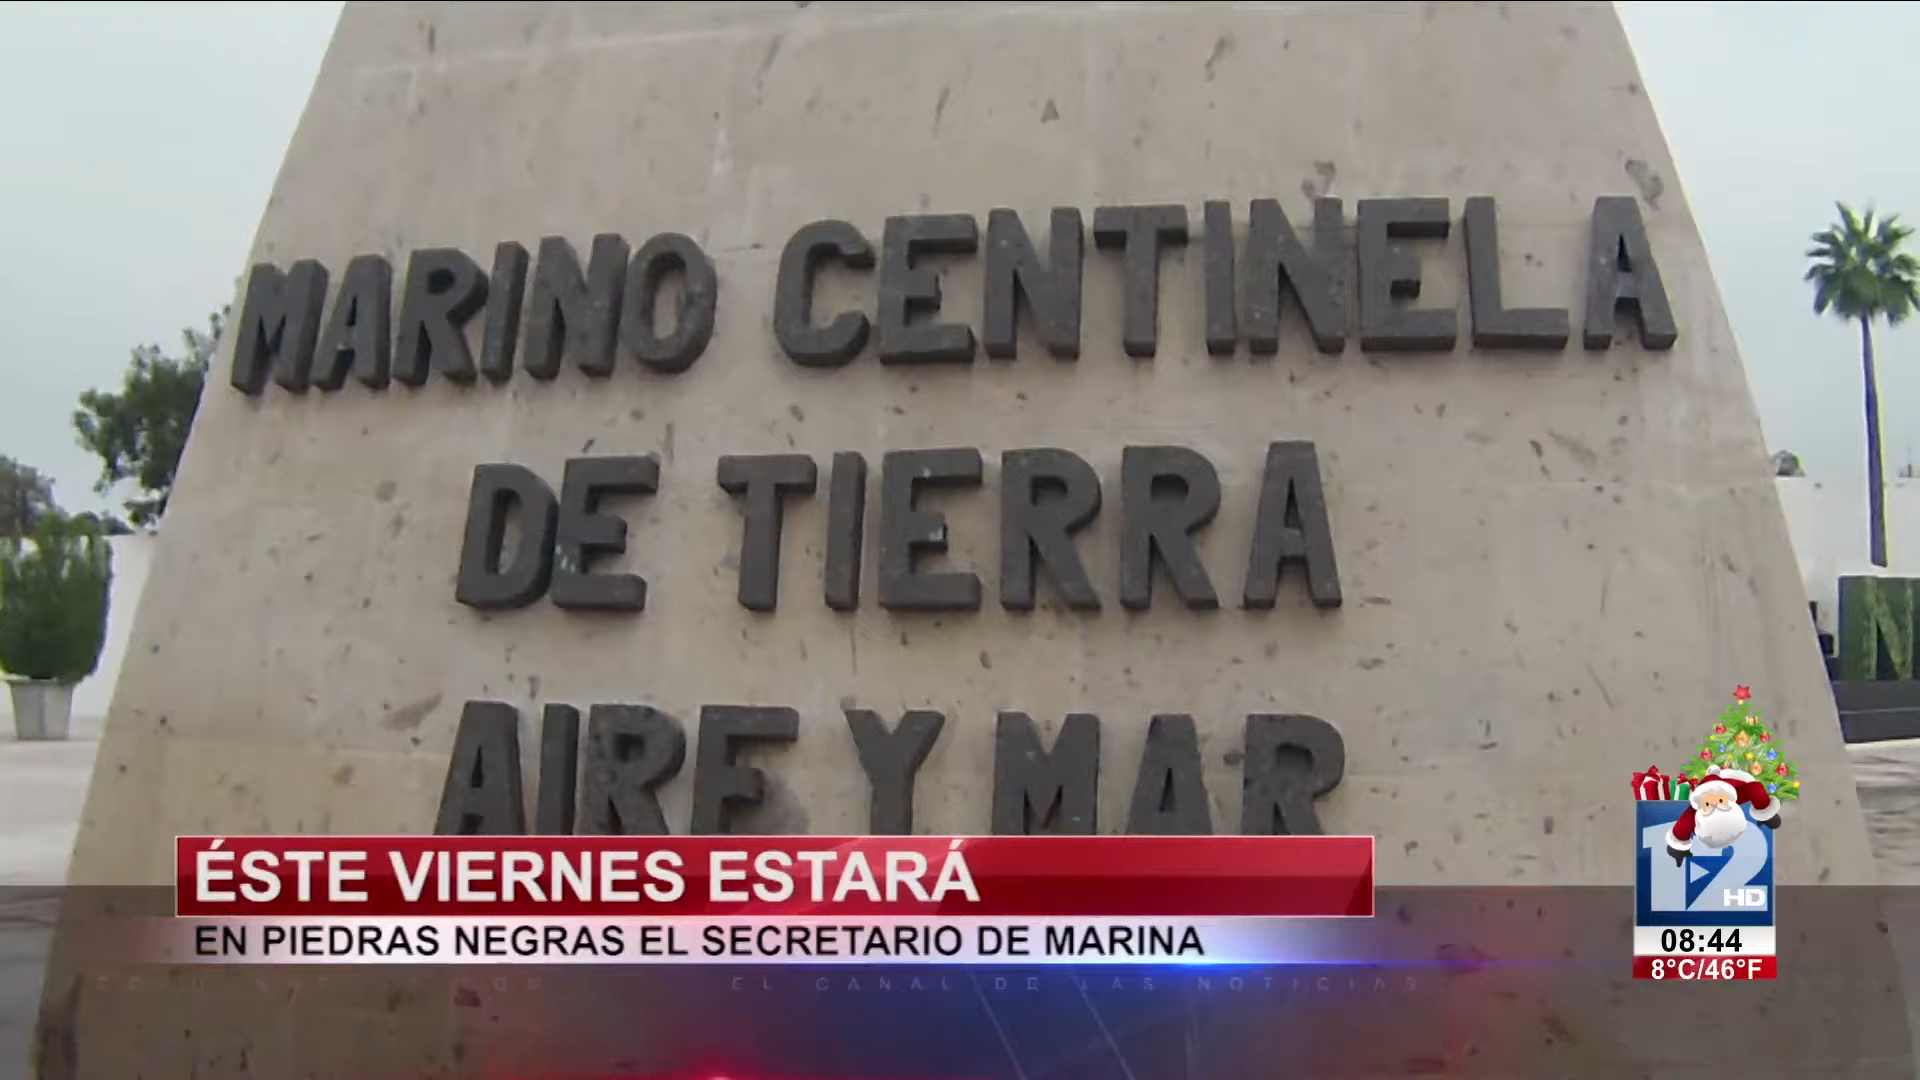 MARINO CENTINELA
DE TIERRA
AIRE Y MAR
ÉSTE VIERNES ESTARÁ
EN PIEDRAS NEGRAS EL SECRETARIO DE MARINA
EL CANAL DE LAS NOTICIAS
12
HD
08:44
8°C/46°F
N